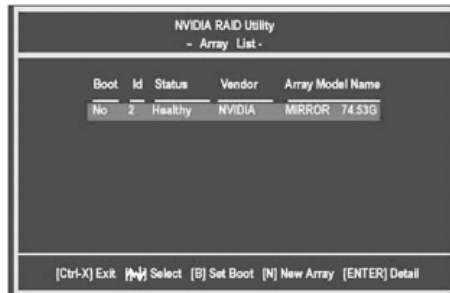 NVIDIA RAID Utility
- Array List -
Boot Id Status Vendor Array Model Name
No 2 Healthy NVIDIA MIRROR 74.53G
[Ctrl-X] Exit [↑↓] Select [B] Set Boot [N] New Array [ENTER] Detail